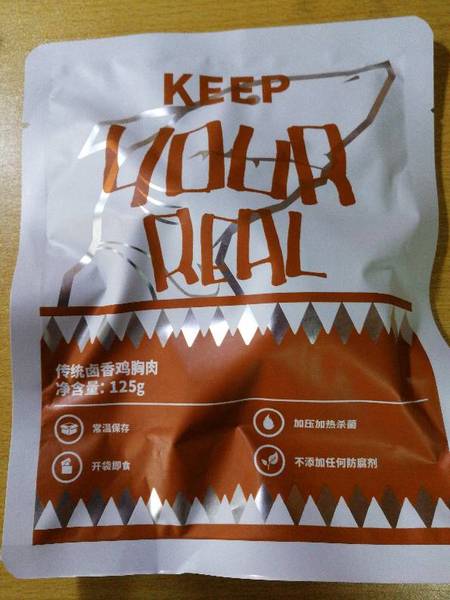 KEEP
YOUR
REAL
传统卤香鸡胸肉
净含量: 125g
常温保存
加压加热杀菌
开袋即食
不添加任何防腐剂